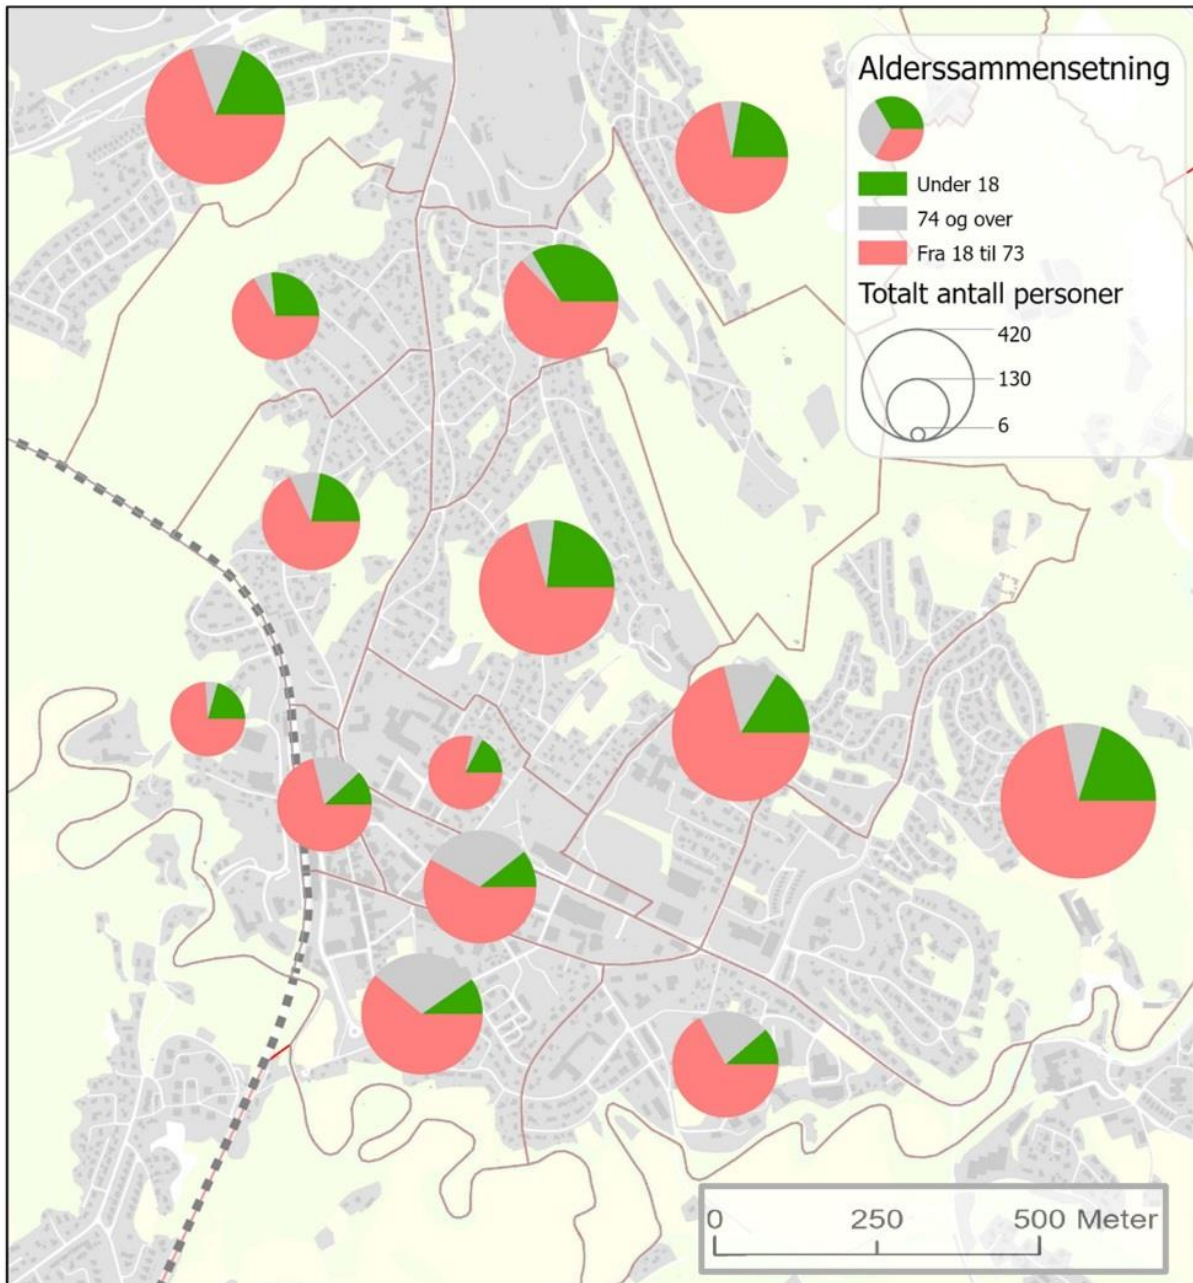 Alderssammensetning
Under 18
74 og over
Fra 18 til 73
Totalt antall personer
420
130
6
0 250 500 Meter